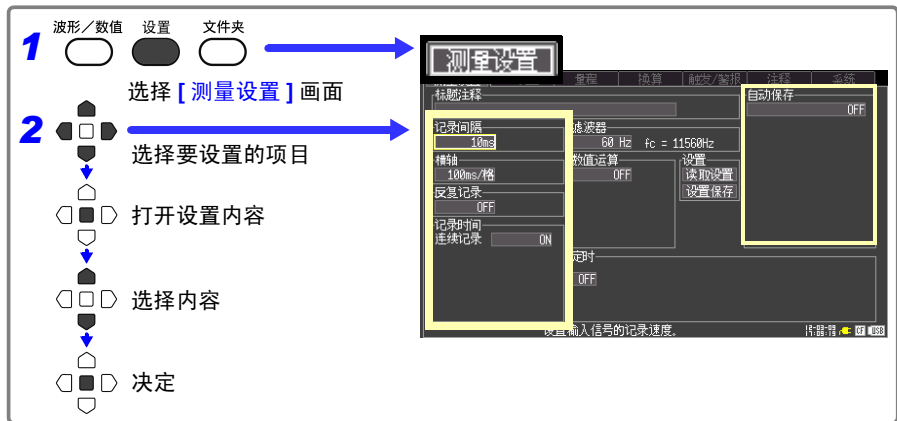 1
波形／数值 设置 文件夹
选择 [ 测量设置 ] 画面
2
选择要设置的项目
打开设置内容
选择内容
决定
测量设置
量程 换算 触发/警报 注释 系统
标题注释
自动保存
OFF
记录间隔
10ms
滤波器
60 Hz fc = 11560Hz
横轴
100ms/格
数值运算
OFF
设置
读取设置
设置保存
反复记录
OFF
记录时间
连续记录 ON
定时
OFF
设置输入信号的记录速度。
CF USB